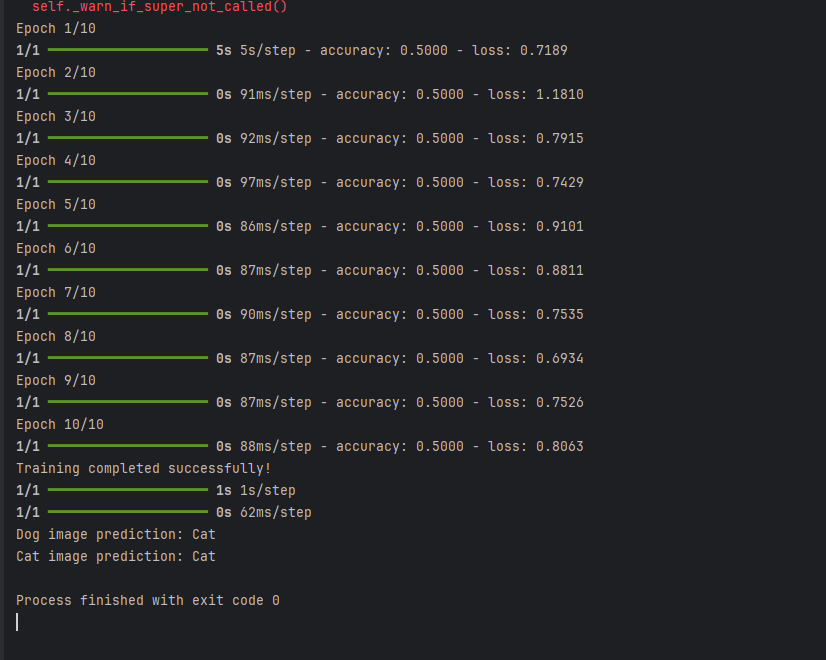 self._warn_if_super_not_called()
Epoch 1/10
1/1 ━━━━━━━━━━━━━━━━━━━━ 5s 5s/step - accuracy: 0.5000 - loss: 0.7189
Epoch 2/10
1/1 ━━━━━━━━━━━━━━━━━━━━ 0s 91ms/step - accuracy: 0.5000 - loss: 1.1810
Epoch 3/10
1/1 ━━━━━━━━━━━━━━━━━━━━ 0s 92ms/step - accuracy: 0.5000 - loss: 0.7915
Epoch 4/10
1/1 ━━━━━━━━━━━━━━━━━━━━ 0s 97ms/step - accuracy: 0.5000 - loss: 0.7429
Epoch 5/10
1/1 ━━━━━━━━━━━━━━━━━━━━ 0s 86ms/step - accuracy: 0.5000 - loss: 0.9101
Epoch 6/10
1/1 ━━━━━━━━━━━━━━━━━━━━ 0s 87ms/step - accuracy: 0.5000 - loss: 0.8811
Epoch 7/10
1/1 ━━━━━━━━━━━━━━━━━━━━ 0s 90ms/step - accuracy: 0.5000 - loss: 0.7535
Epoch 8/10
1/1 ━━━━━━━━━━━━━━━━━━━━ 0s 87ms/step - accuracy: 0.5000 - loss: 0.6934
Epoch 9/10
1/1 ━━━━━━━━━━━━━━━━━━━━ 0s 87ms/step - accuracy: 0.5000 - loss: 0.7526
Epoch 10/10
1/1 ━━━━━━━━━━━━━━━━━━━━ 0s 88ms/step - accuracy: 0.5000 - loss: 0.8063
Training completed successfully!
1/1 ━━━━━━━━━━━━━━━━━━━━ 1s 1s/step
1/1 ━━━━━━━━━━━━━━━━━━━━ 0s 62ms/step
Dog image prediction: Cat
Cat image prediction: Cat
Process finished with exit code 0